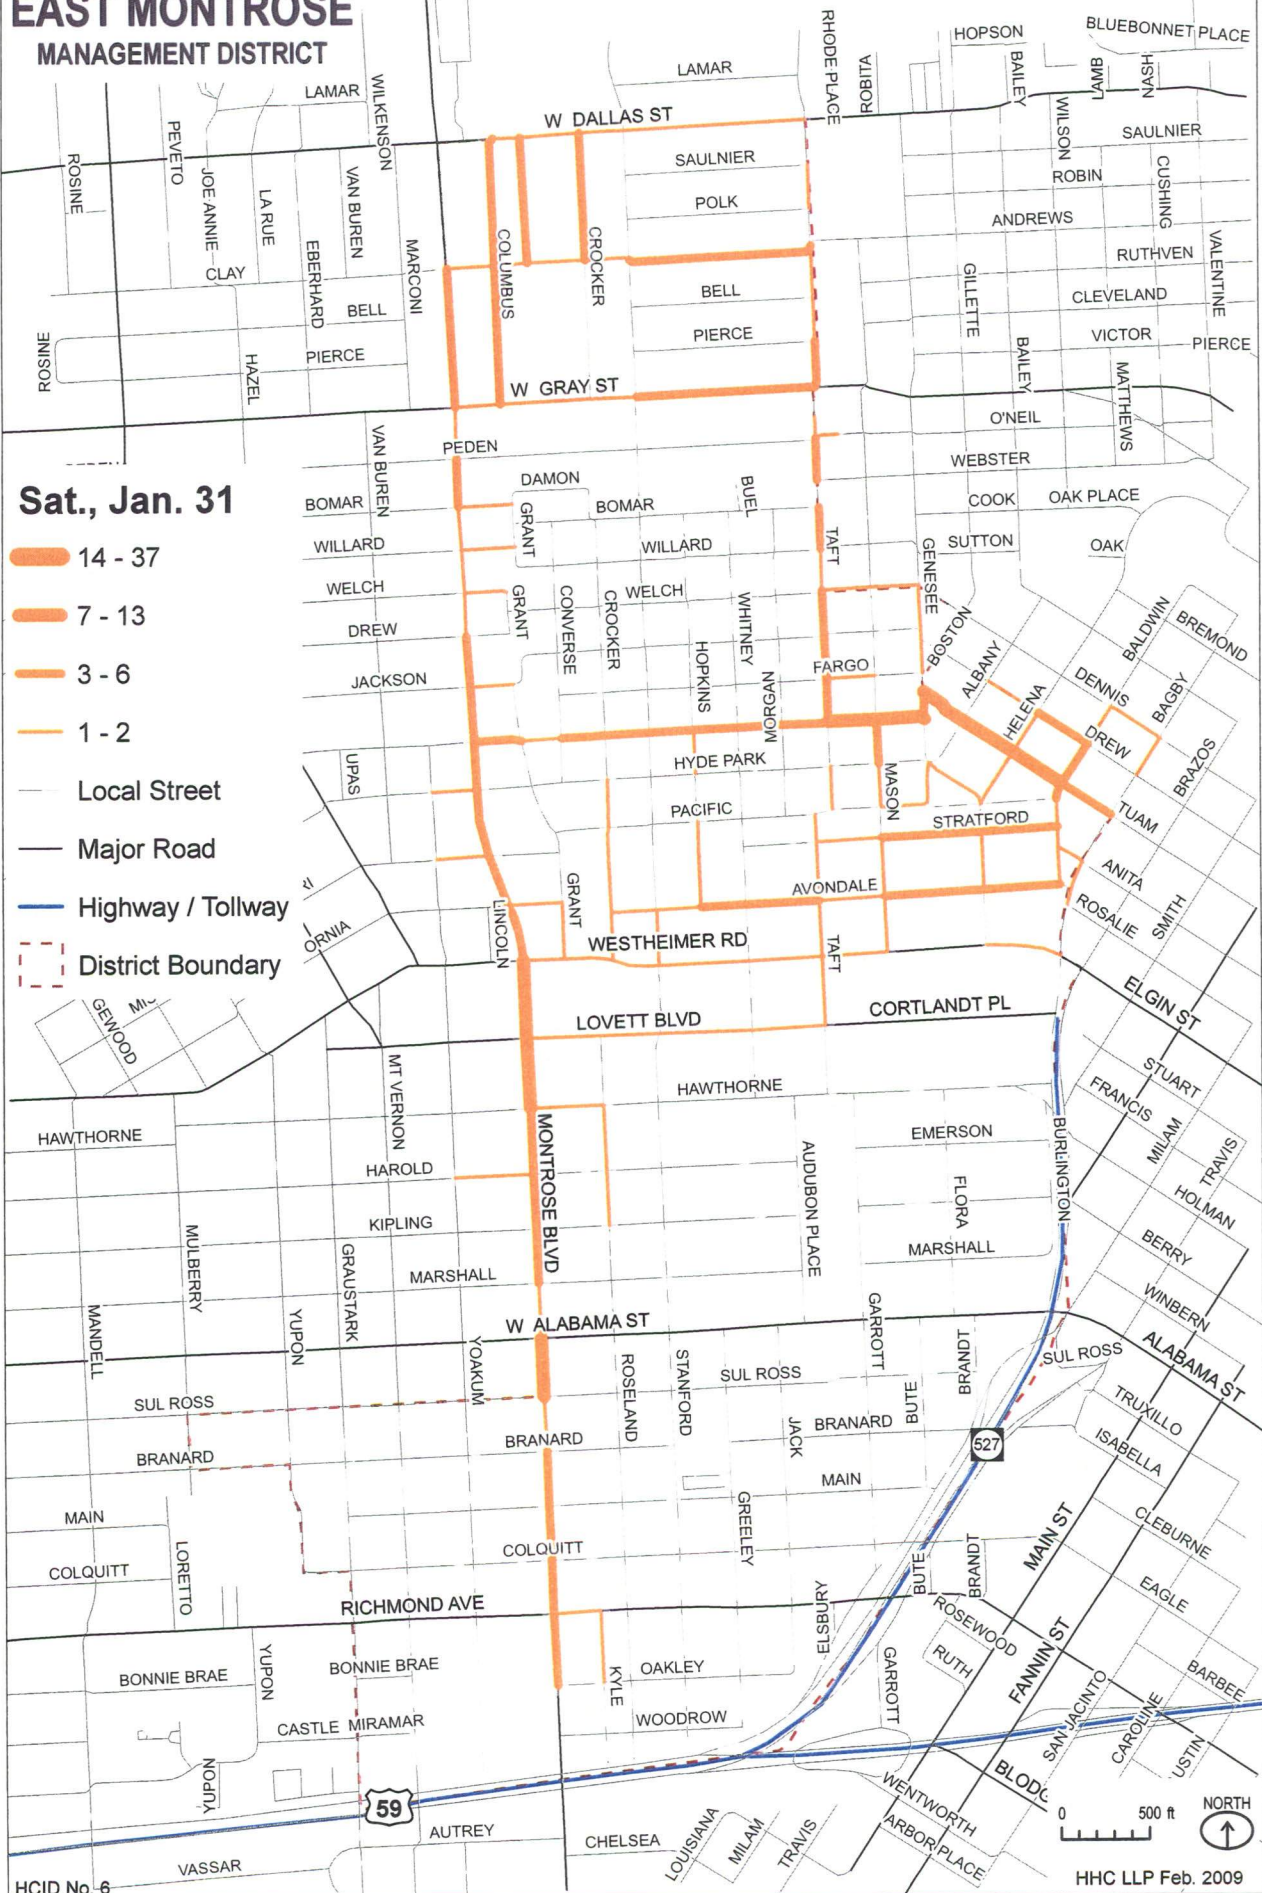 EAST MONTROSE
MANAGEMENT DISTRICT
HOPSON
BLUEBONNET PLACE
RHODE PLACE
ROBITA
BAILEY
LAMB
NASH
LAMAR
LAMAR
WILKENSON
W DALLAS ST
WILSON
SAULNIER
PEVETO
ROSINE
JOE ANNIE
LA RUE
VAN BUREN
SAULNIER
ROBIN
CUSHING
POLK
ANDREWS
EBERHARD
MARCONI
COLUMBUS
CROCKER
RUTHVEN
VALENTINE
CLAY
GILLETTE
BELL
BELL
CLEVELAND
PIERCE
VICTOR
PIERCE
ROSINE
HAZEL
PIERCE
BAILEY
MATTHEWS
W GRAY ST
O'NEIL
VAN BUREN
PEDEN
WEBSTER
Sat., Jan. 31
14 - 37
7 - 13
3 - 6
1 - 2
Local Street
Major Road
Highway / Tollway
District Boundary
DAMON
BUEL
COOK
OAK PLACE
BOMAR
GRANT
BOMAR
WILLARD
WILLARD
TAFT
GENESEE
SUTTON
OAK
WELCH
GRANT
CONVERSE
CROCKER
WELCH
WHITNEY
BOSTON
BALDWIN
BREMOND
DREW
HOPKINS
FARGO
ALBANY
JACKSON
MORGAN
HELENA
DENNIS
BAGBY
DREW
UPAS
HYDE PARK
MASON
BRAZOS
PACIFIC
STRATFORD
TUAM
GRANT
AVONDALE
ANITA
LINCOLN
ROSALIE
SMITH
ORNIA
WESTHEIMER RD
TAFT
GEWOOD
ELGIN ST
LOVETT BLVD
CORTLANDT PL
MT VERNON
STUART
HAWTHORNE
FRANCIS
HAWTHORNE
MONTROSE BLVD
EMERSON
BURLINGTON
MILAM
TRAVIS
HAROLD
AUDUBON PLACE
FLORA
HOLMAN
KIPLING
MULBERRY
GRAUSTARK
MARSHALL
MARSHALL
BERRY
WINBERN
MANDELL
YUPON
GARROTT
W ALABAMA ST
YOAKUM
BRANDT
ALABAMA ST
ROSELAND
STANFORD
SUL ROSS
SUL ROSS
SUL ROSS
BUTE
TRUXILLO
JACK
BRANARD
BRANARD
BRANARD
527
ISABELLA
MAIN
MAIN
GREELEY
MAIN ST
CLEBURNE
COLQUITT
COLQUITT
LORETTO
BUTE
BRANDT
EAGLE
RICHMOND AVE
ELSBURY
ROSEWOOD
FANNIN ST
YUPON
BONNIE BRAE
BONNIE BRAE
KYLE
OAKLEY
GARROTT
RUTH
SAN JACINTO
CAROLINE
BARBEE
CASTLE MIRAMAR
WOODROW
USTIN
YUPON
59
BLODG
WENTWORTH
0 500 ft
NORTH
AUTREY
CHELSEA
LOUISIANA
MILAM
TRAVIS
ARBOR PLACE
VASSAR
HHC LLP Feb. 2009
HCID No. 6